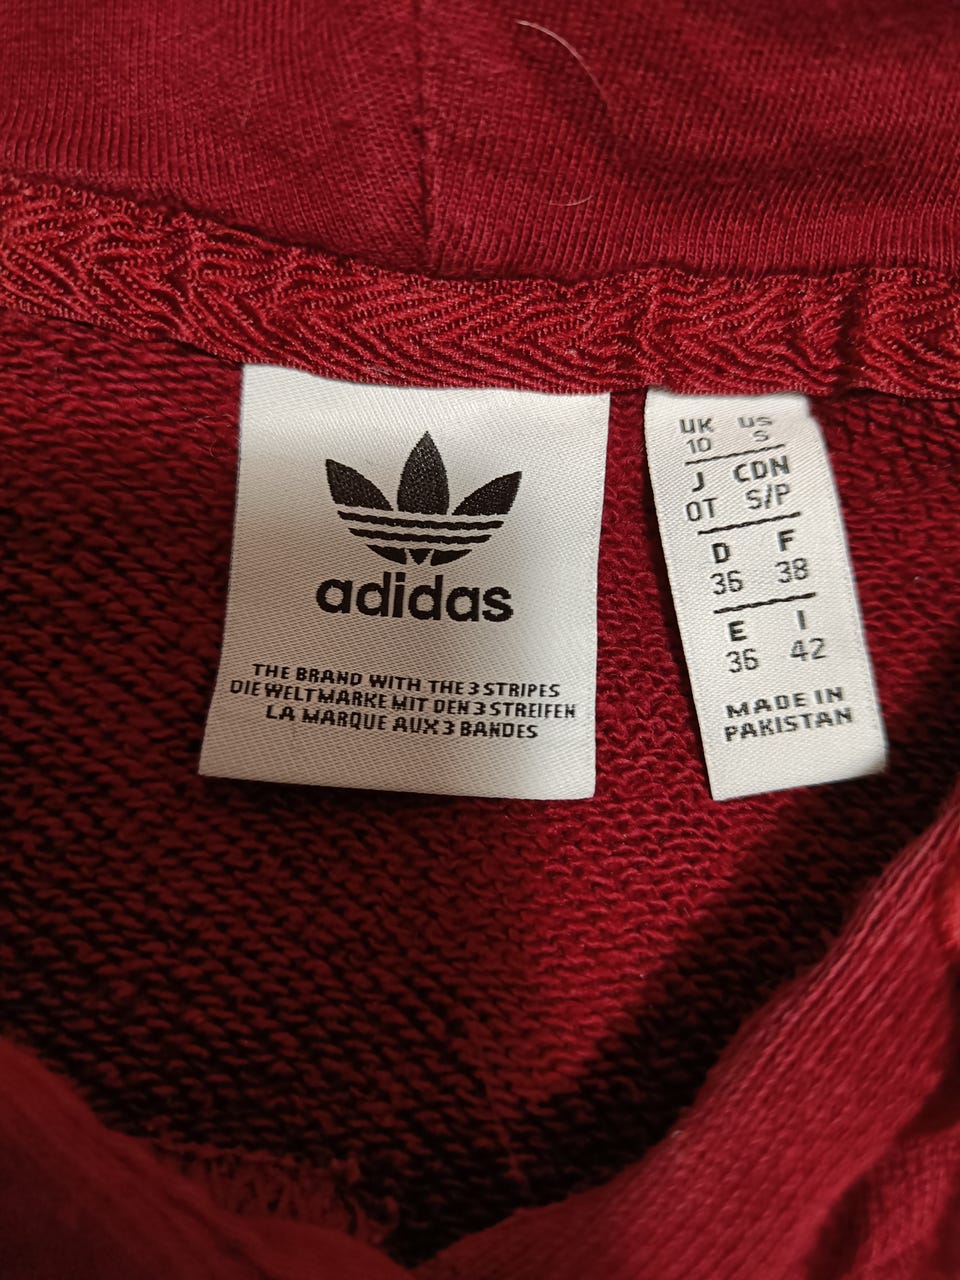 adidas
THE BRAND WITH THE 3 STRIPES
DIE WELTMARKE MIT DEN 3 STREIFEN
LA MARQUE AUX 3 BANDES
UK US
10 S
J CDN
OT S/P
D F
36 38
E I
36 42
MADE IN
PAKISTAN